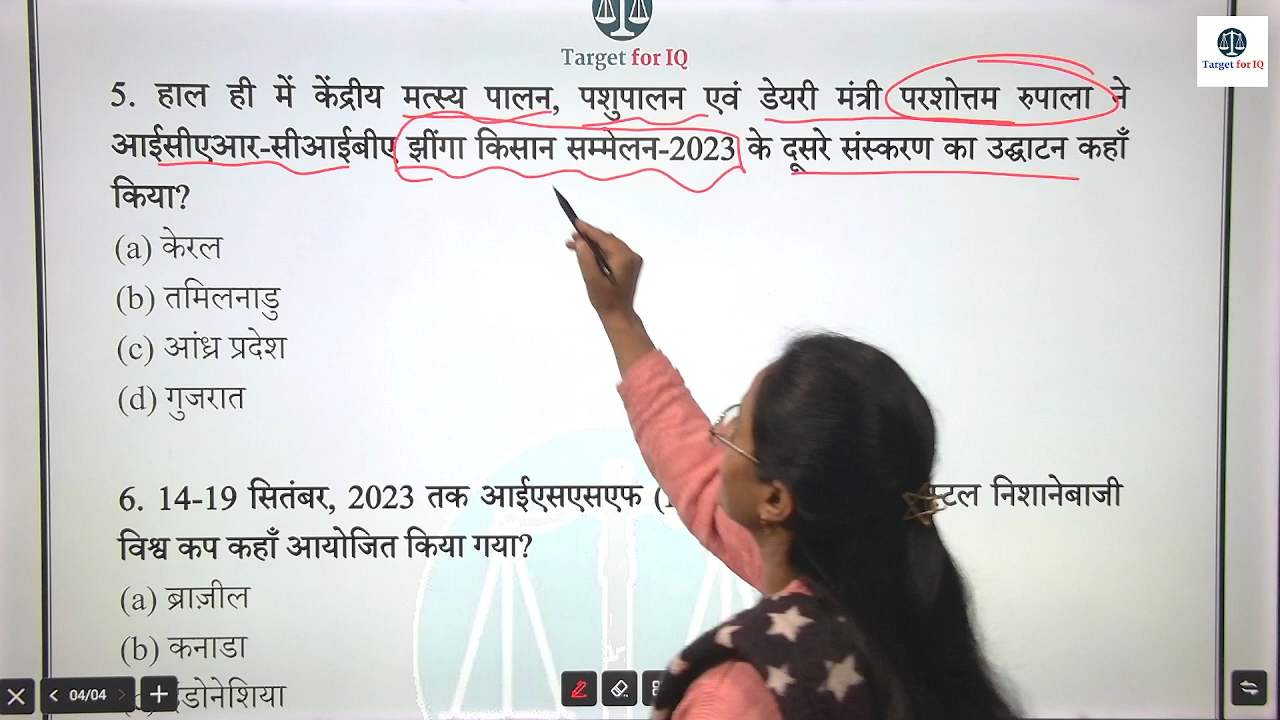 Target for IQ
Target for IQ
5. हाल ही में केंद्रीय मत्स्य पालन, पशुपालन एवं डेयरी मंत्री परशोत्तम रुपाला ने
आईसीएआर-सीआईबीए झींगा किसान सम्मेलन-2023 के दूसरे संस्करण का उद्घाटन कहाँ
किया?
(a) केरल
(b) तमिलनाडु
(c) आंध्र प्रदेश
(d) गुजरात
6. 14-19 सितंबर, 2023 तक आईएसएसएफ निशानेबाजी
विश्व कप कहाँ आयोजित किया गया?
(a) ब्राज़ील
(b) कनाडा
04/04